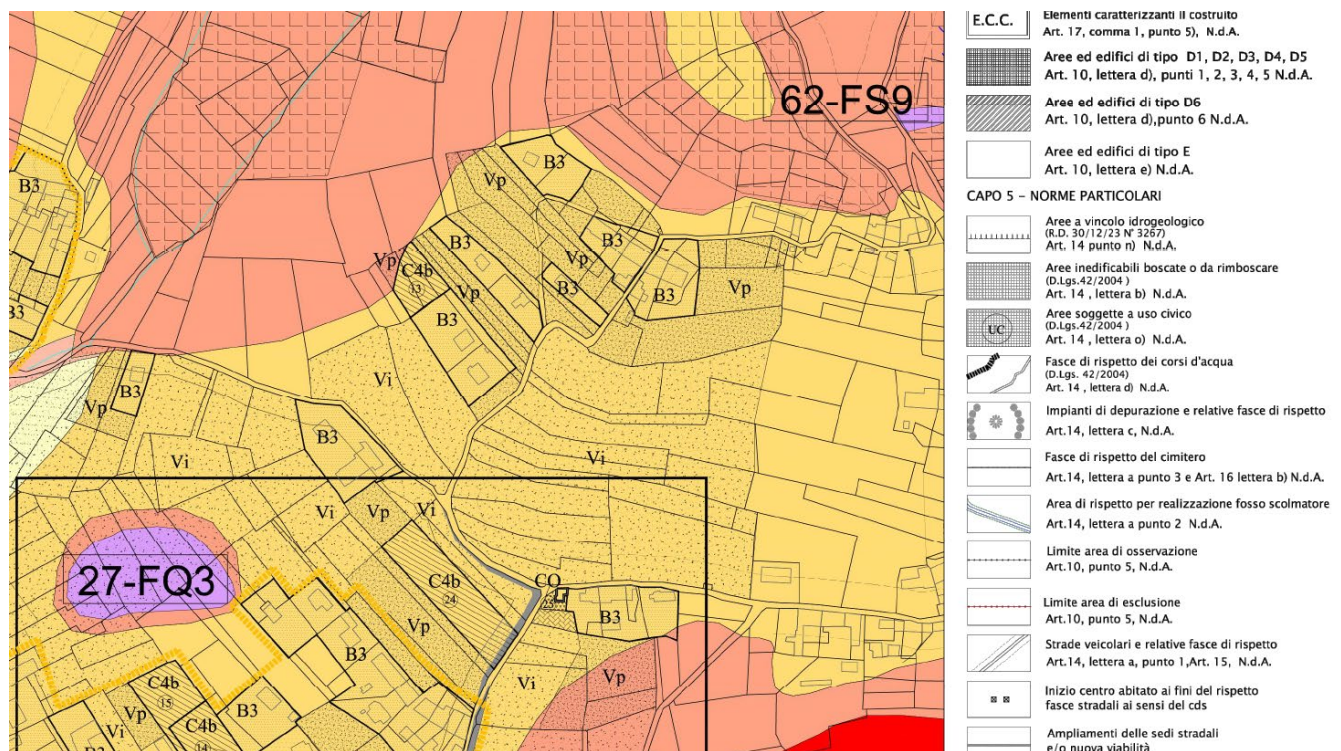 62-FS9
B3
Vp
B3
B3
B3
Vp
Vp
C4b
13
Vp
B3
B3
Vp
B3
B3
Vi
B3
Vp
B3
Vi
Vi
Vi
Vp
Vi
27-FQ3
C4b
24
CO
B3
Vp
B3
Vi
Vp
C4b
15
Vp
B3
Vi
C4b
14
B3
E.C.C.
Elementi caratterizzanti il costruito
Art. 17, comma 1, punto 5), N.d.A.
Aree ed edifici di tipo D1, D2, D3, D4, D5
Art. 10, lettera d), punti 1, 2, 3, 4, 5 N.d.A.
Aree ed edifici di tipo D6
Art. 10, lettera d),punto 6 N.d.A.
Aree ed edifici di tipo E
Art. 10, lettera e) N.d.A.
CAPO 5 - NORME PARTICOLARI
Aree a vincolo idrogeologico
(R.D. 30/12/23 N° 3267)
Art. 14 punto n) N.d.A.
Aree inedificabili boscate o da rimboscare
(D.Lgs.42/2004 )
Art. 14 , lettera b) N.d.A.
UC
Aree soggette a uso civico
(D.Lgs.42/2004 )
Art. 14 , lettera o) N.d.A.
Fasce di rispetto dei corsi d'acqua
(D.Lgs. 42/2004)
Art. 14 , lettera d) N.d.A.
Impianti di depurazione e relative fasce di rispetto
Art.14, lettera c, N.d.A.
Fasce di rispetto del cimitero
Art.14, lettera a punto 3 e Art. 16 lettera b) N.d.A.
Area di rispetto per realizzazione fosso scolmatore
Art.14, lettera a punto 2 N.d.A.
Limite area di osservazione
Art.10, punto 5, N.d.A.
Limite area di esclusione
Art.10, punto 5, N.d.A.
Strade veicolari e relative fasce di rispetto
Art.14, lettera a, punto 1,Art. 15, N.d.A.
Inizio centro abitato ai fini del rispetto
fasce stradali ai sensi del cds
Ampliamenti delle sedi stradali
e/o nuova viabilità